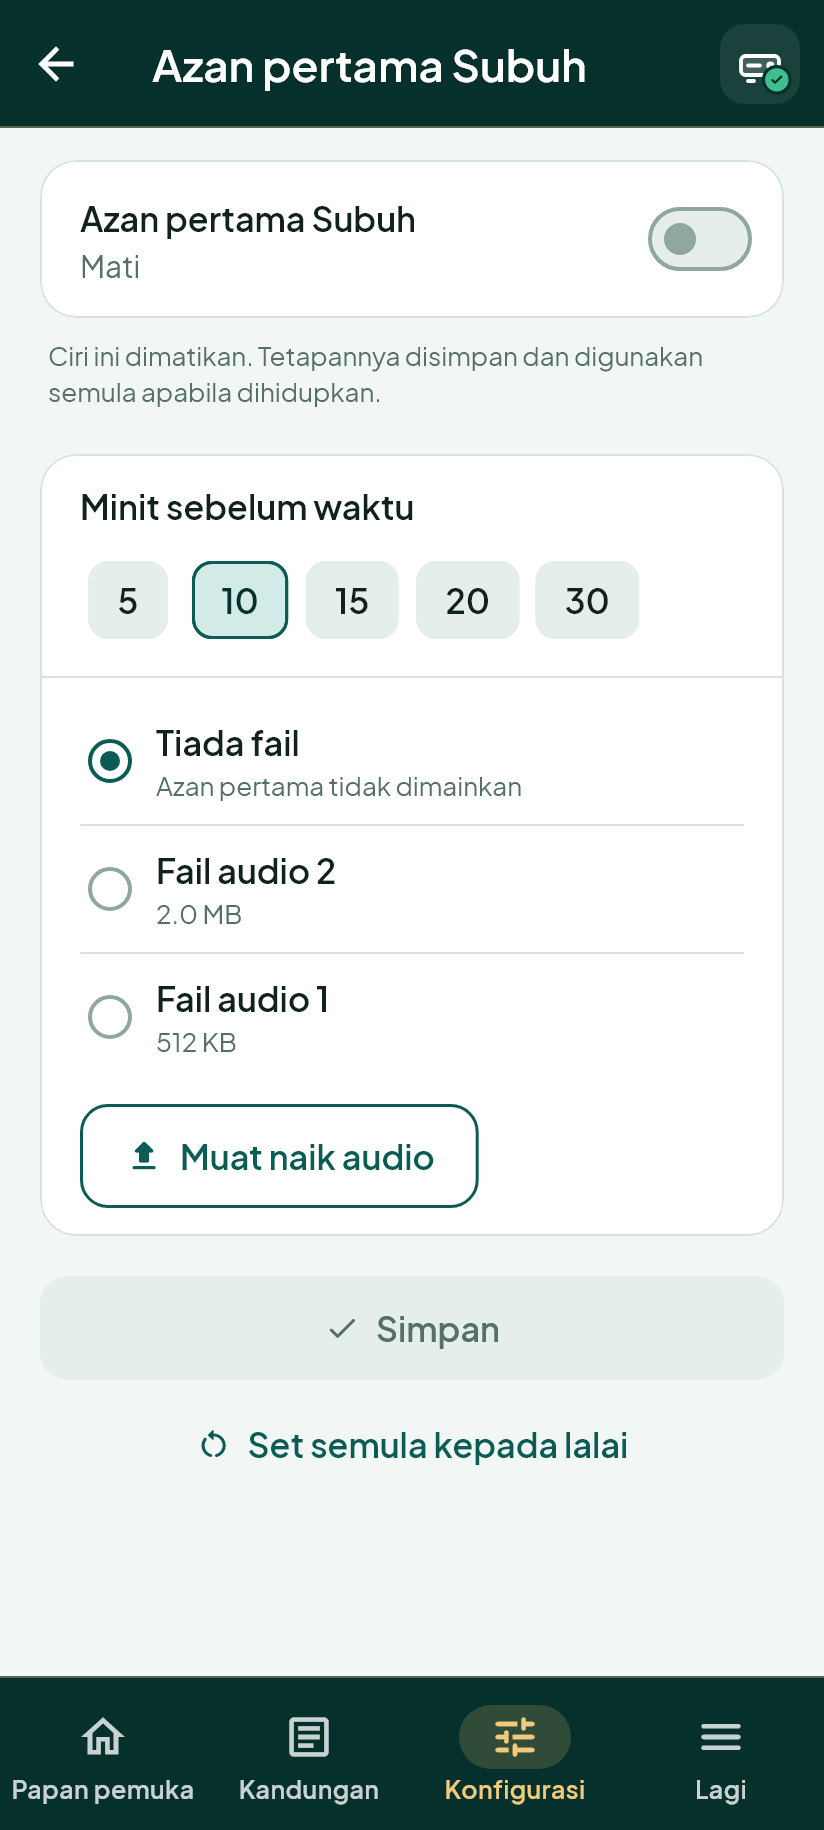 Azan pertama Subuh
Azan pertama Subuh
Mati
Ciri ini dimatikan. Tetapannya disimpan dan digunakan
semula apabila dihidupkan.
Minit sebelum waktu
5 10 15 20 30
Tiada fail
Azan pertama tidak dimainkan
Fail audio 2
2.0 MB
Fail audio 1
512 KB
Muat naik audio
Simpan
Set semula kepada lalai
Papan pemuka Kandungan Konfigurasi Lagi